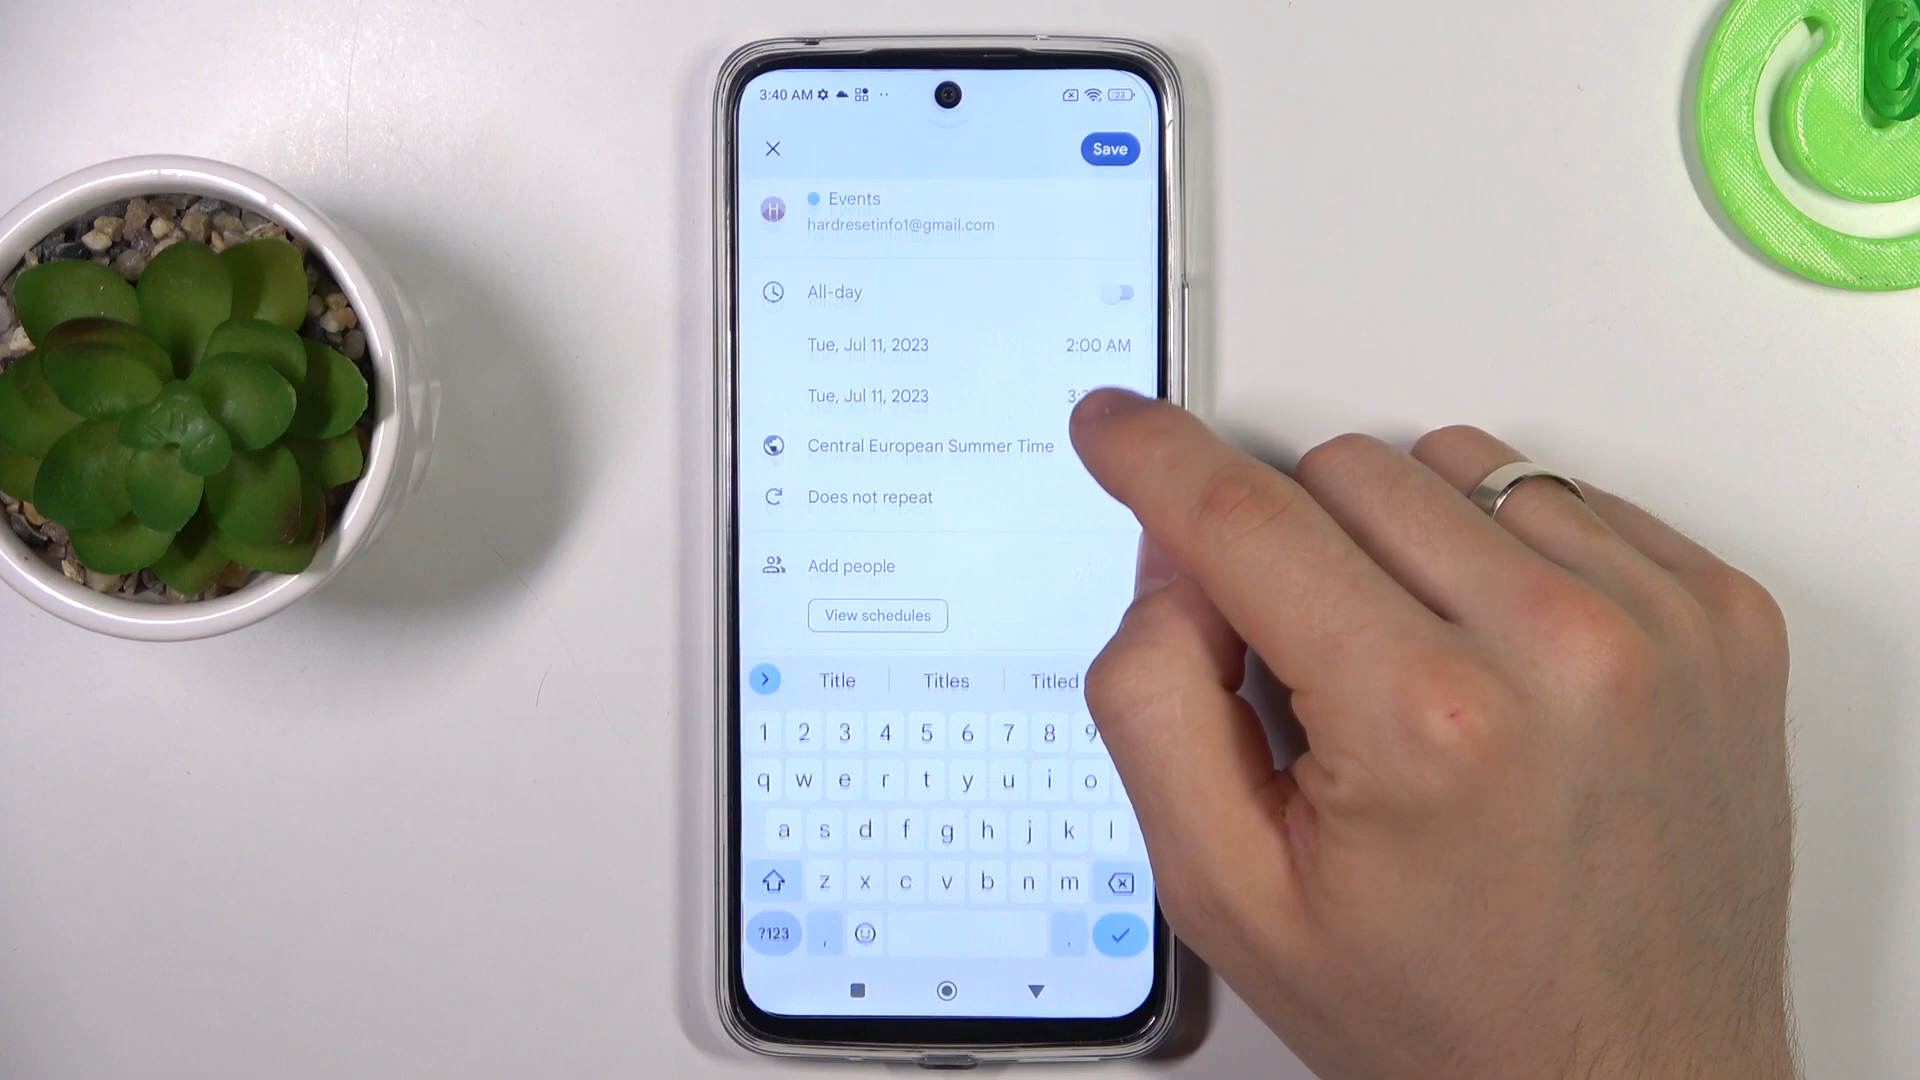 3:40 AM
23
Save
H
Events
hardresetinfo1@gmail.com
All-day
Tue, Jul 11, 2023 2:00 AM
Tue, Jul 11, 2023
Central European Summer Time
Does not repeat
Add people
View schedules
Title Titles Titled
1 2 3 4 5 6 7 8 9
q w e r t y u i o
a s d f g h j k l
z x c v b n m
?123 , .